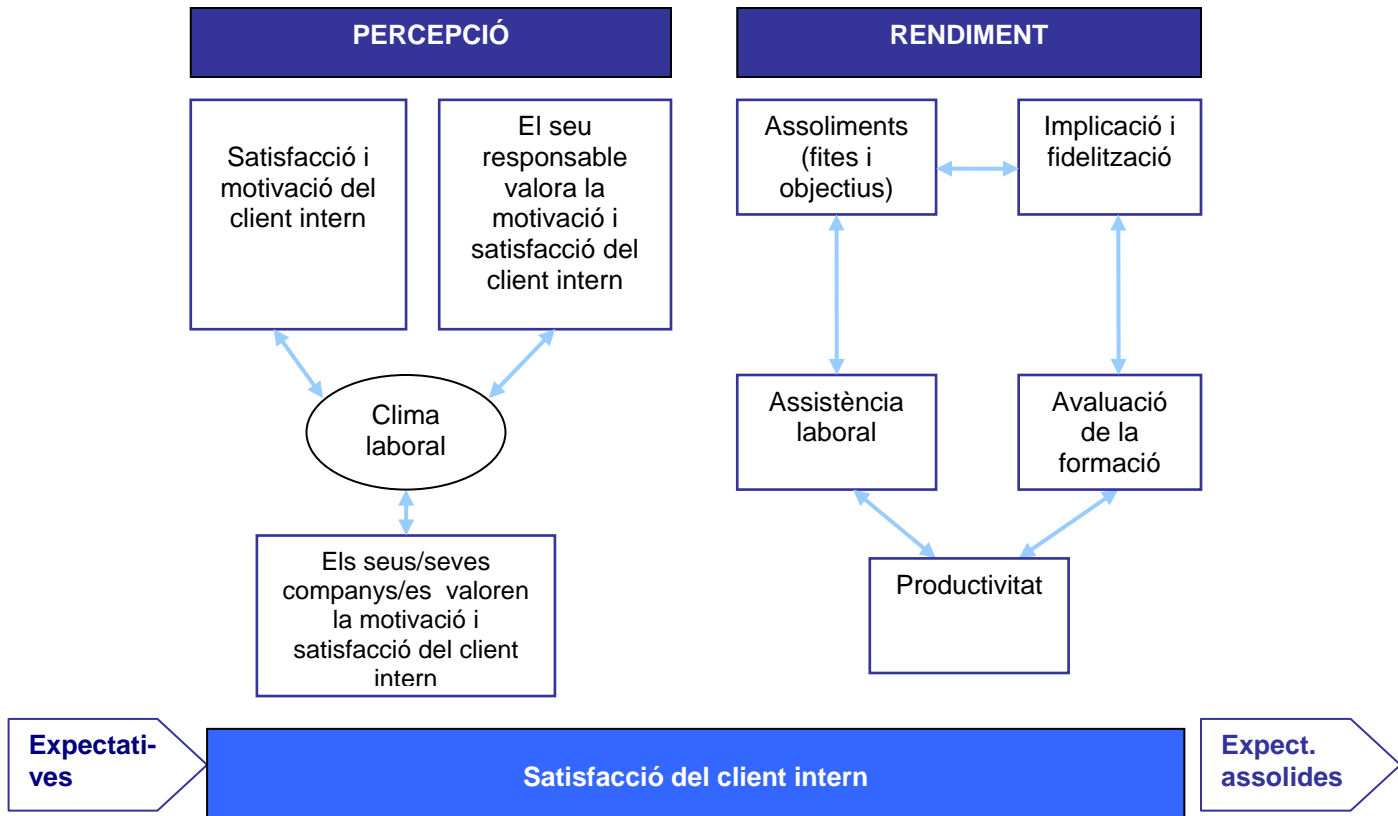 PERCEPCIÓ
RENDIMENT
Satisfacció i
motivació del
client intern
El seu
responsable
valora la
motivació i
satisfacció del
client intern
Assoliments
(fites i
objectius)
Implicació i
fidelització
Clima
laboral
Assistència
laboral
Avaluació
de la
formació
Els seus/seves
companys/es valoren
la motivació i
satisfacció del client
intern
Productivitat
Expectati-
ves
Satisfacció del client intern
Expect.
assolides